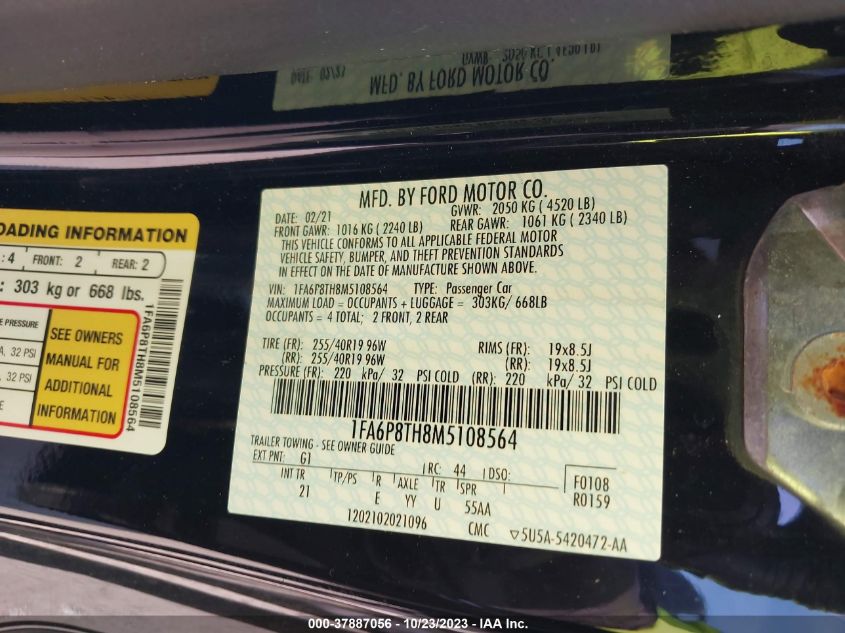 MFD. BY FORD MOTOR CO.
DATE: 02/21 GVWR: 2050 KG ( 4520 LB)
FRONT GAWR: 1016 KG ( 2240 LB) REAR GAWR: 1061 KG ( 2340 LB)
THIS VEHICLE CONFORMS TO ALL APPLICABLE FEDERAL MOTOR
VEHICLE SAFETY, BUMPER, AND THEFT PREVENTION STANDARDS
IN EFFECT ON THE DATE OF MANUFACTURE SHOWN ABOVE.
VIN: 1FA6P8TH8M5108564 TYPE: Passenger Car
MAXIMUM LOAD = OCCUPANTS + LUGGAGE = 303KG/ 668LB
OCCUPANTS = 4 TOTAL; 2 FRONT, 2 REAR
TIRE (FR): 255/40R19 96W RIMS (FR): 19x8.5J
(RR): 255/40R19 96W (RR): 19x8.5J
PRESSURE (FR): 220 kPa/ 32 PSI COLD (RR): 220 kPa/ 32 PSI COLD
1FA6P8TH8M5108564
TRAILER TOWING - SEE OWNER GUIDE
EXT PNT: G1 RC: 44 DSO: F0108
INT TR TP/PS R AXLE TR SPR R0159
21 E YY U 55AA
1202102021096 CMC ▽5U5A-5420472-AA
OADING INFORMATION
: 4 FRONT: 2 REAR: 2
: 303 kg or 668 lbs.
E PRESSURE
A, 32 PSI
, 32 PSI
E
SEE OWNERS
MANUAL FOR
ADDITIONAL
INFORMATION
1FA6P8TH8M5108564
DATE: 02/21
MFD. BY FORD MOTOR CO.
000-37887056 - 10/23/2023 - IAA Inc.